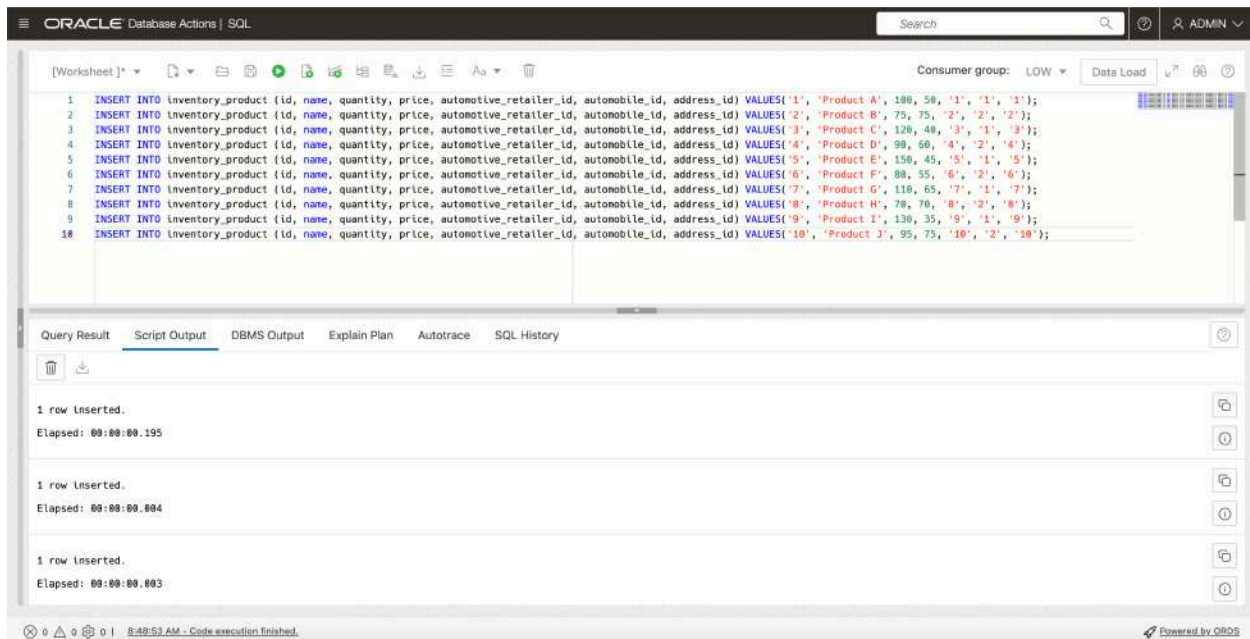 ORACLE Database Actions | SQL
Search
ADMIN
[Worksheet]*
Aa
Consumer group: LOW
Data Load
1 INSERT INTO inventory_product (id, name, quantity, price, automotive_retailer_id, automobile_id, address_id) VALUES('1', 'Product A', 100, 50, '1', '1', '1');
2 INSERT INTO inventory_product (id, name, quantity, price, automotive_retailer_id, automobile_id, address_id) VALUES('2', 'Product B', 75, 75, '2', '2', '2');
3 INSERT INTO inventory_product (id, name, quantity, price, automotive_retailer_id, automobile_id, address_id) VALUES('3', 'Product C', 120, 40, '3', '1', '3');
4 INSERT INTO inventory_product (id, name, quantity, price, automotive_retailer_id, automobile_id, address_id) VALUES('4', 'Product D', 90, 60, '4', '2', '4');
5 INSERT INTO inventory_product (id, name, quantity, price, automotive_retailer_id, automobile_id, address_id) VALUES('5', 'Product E', 150, 45, '5', '1', '5');
6 INSERT INTO inventory_product (id, name, quantity, price, automotive_retailer_id, automobile_id, address_id) VALUES('6', 'Product F', 80, 55, '6', '2', '6');
7 INSERT INTO inventory_product (id, name, quantity, price, automotive_retailer_id, automobile_id, address_id) VALUES('7', 'Product G', 110, 65, '7', '1', '7');
8 INSERT INTO inventory_product (id, name, quantity, price, automotive_retailer_id, automobile_id, address_id) VALUES('8', 'Product H', 70, 70, '8', '2', '8');
9 INSERT INTO inventory_product (id, name, quantity, price, automotive_retailer_id, automobile_id, address_id) VALUES('9', 'Product I', 130, 35, '9', '1', '9');
10 INSERT INTO inventory_product (id, name, quantity, price, automotive_retailer_id, automobile_id, address_id) VALUES('10', 'Product J', 95, 75, '10', '2', '10');
Query Result Script Output DBMS Output Explain Plan Autotrace SQL History
1 row inserted.
Elapsed: 00:00:00.195
1 row inserted.
Elapsed: 00:00:00.004
1 row inserted.
Elapsed: 00:00:00.003
0 0 0 | 8:48:53 AM - Code execution finished.
Powered by ORDS